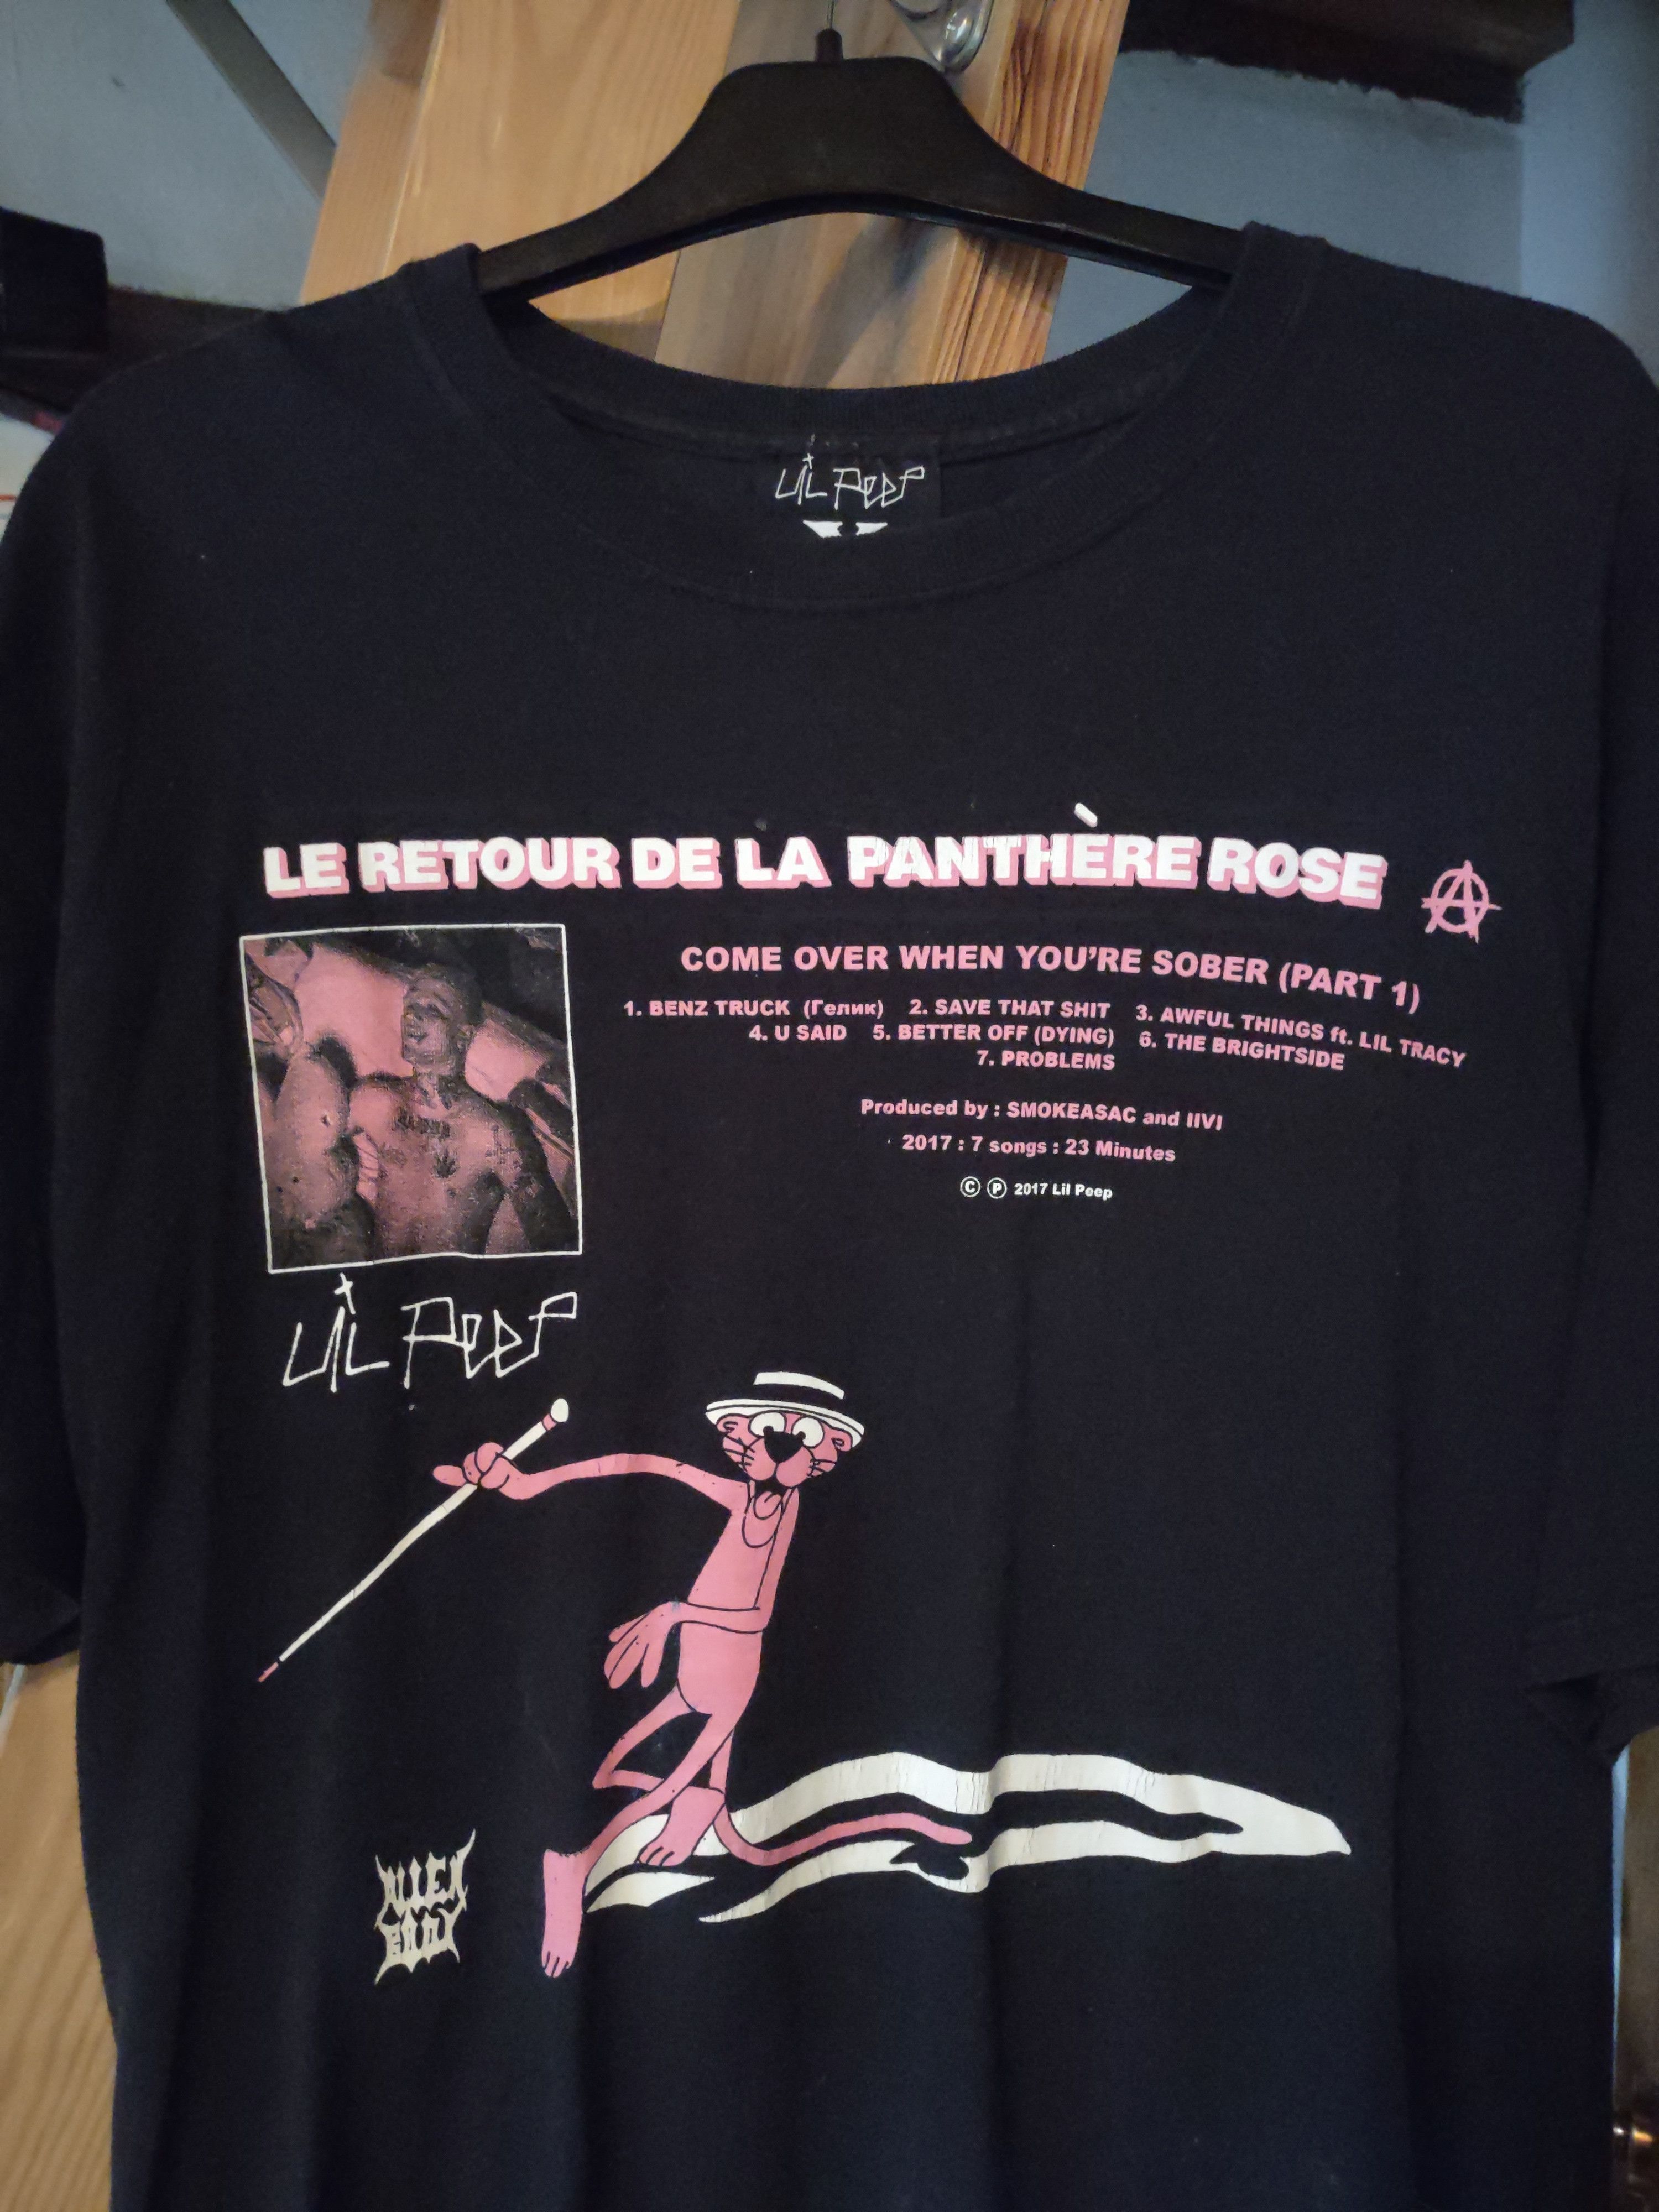 LiL PEEP
LE RETOUR DE LA PANTHÈRE ROSE
COME OVER WHEN YOU'RE SOBER (PART 1)
1. BENZ TRUCK (Гелик) 2. SAVE THAT SHIT 3. AWFUL THINGS ft. LIL TRACY
4. U SAID 5. BETTER OFF (DYING) 6. THE BRIGHTSIDE
7. PROBLEMS
Produced by : SMOKEASAC and IIVI
2017 : 7 songs : 23 Minutes
© ℗ 2017 Lil Peep
LiL PEEP
ALIEN
BODY